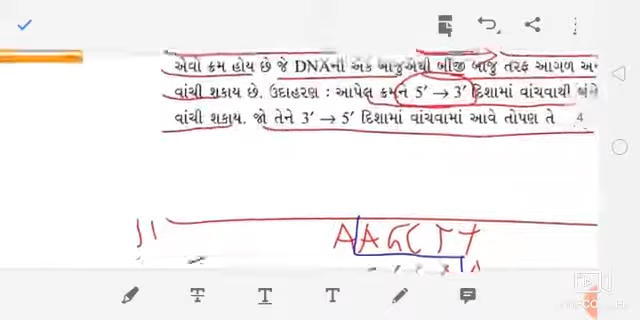 એવો ક્રમ હોય છે જે DNAની એક બાજુએથી બીજી બાજુ તરફ આગળ અ
વાંચી શકાય છે. ઉદાહરણ : આપેલ ક્રમન 5′ → 3′ દિશામાં વાંચવાથી બંને
વાંચી શકાય. જો તેને 3′ → 5′ દિશામાં વાંચવામાં આવે તોપણ તે 4
AAGCTT